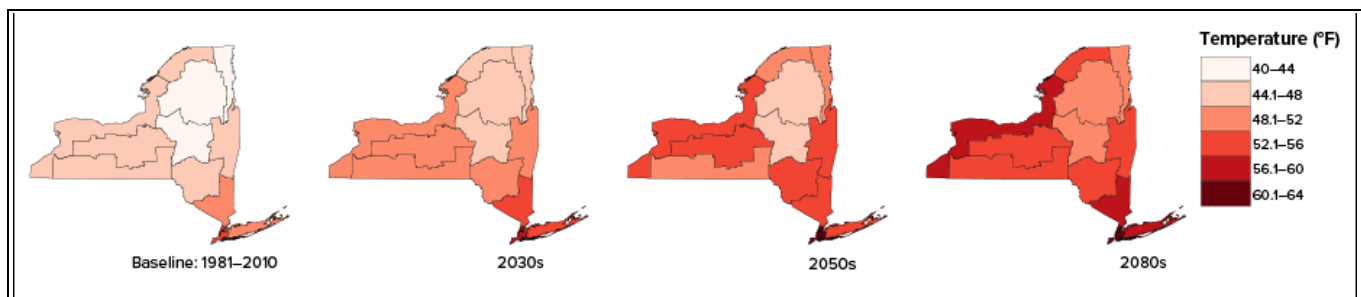 Temperature (°F)
40–44
44.1–48
48.1–52
52.1–56
56.1–60
60.1–64
Baseline: 1981–2010
2030s
2050s
2080s